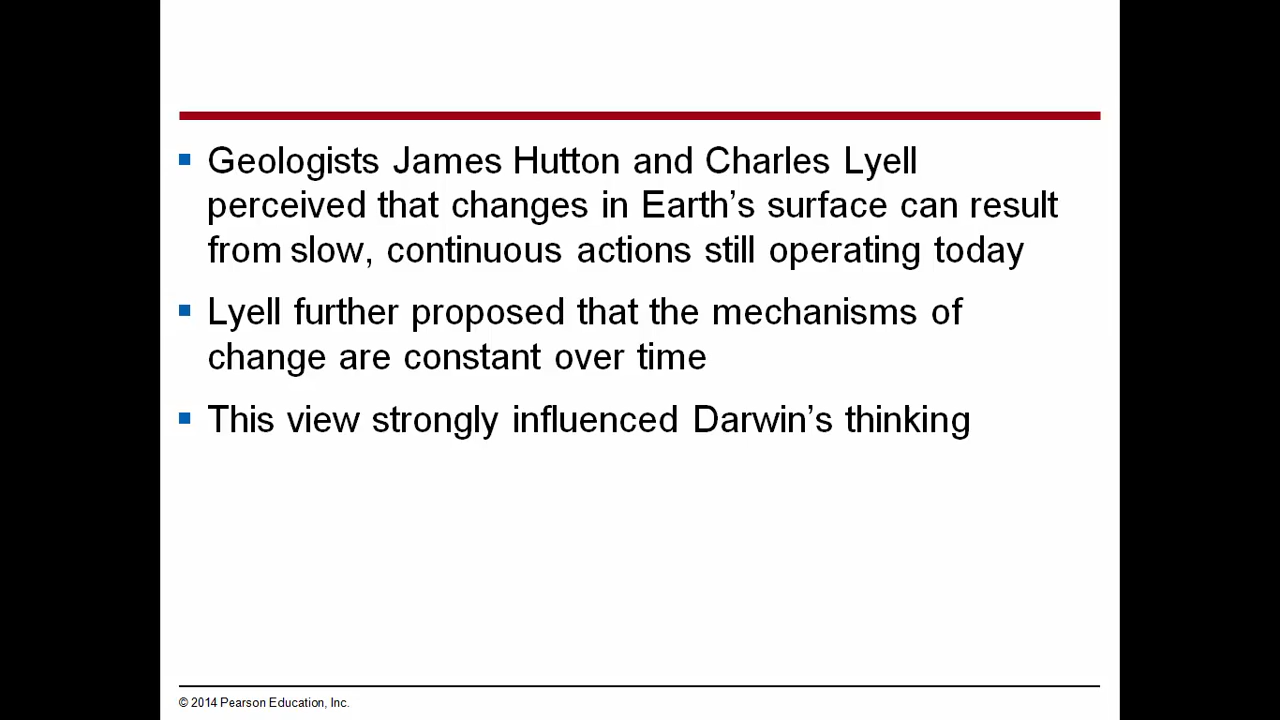 Geologists James Hutton and Charles Lyell
perceived that changes in Earth’s surface can result
from slow, continuous actions still operating today
Lyell further proposed that the mechanisms of
change are constant over time
This view strongly influenced Darwin’s thinking
© 2014 Pearson Education, Inc.